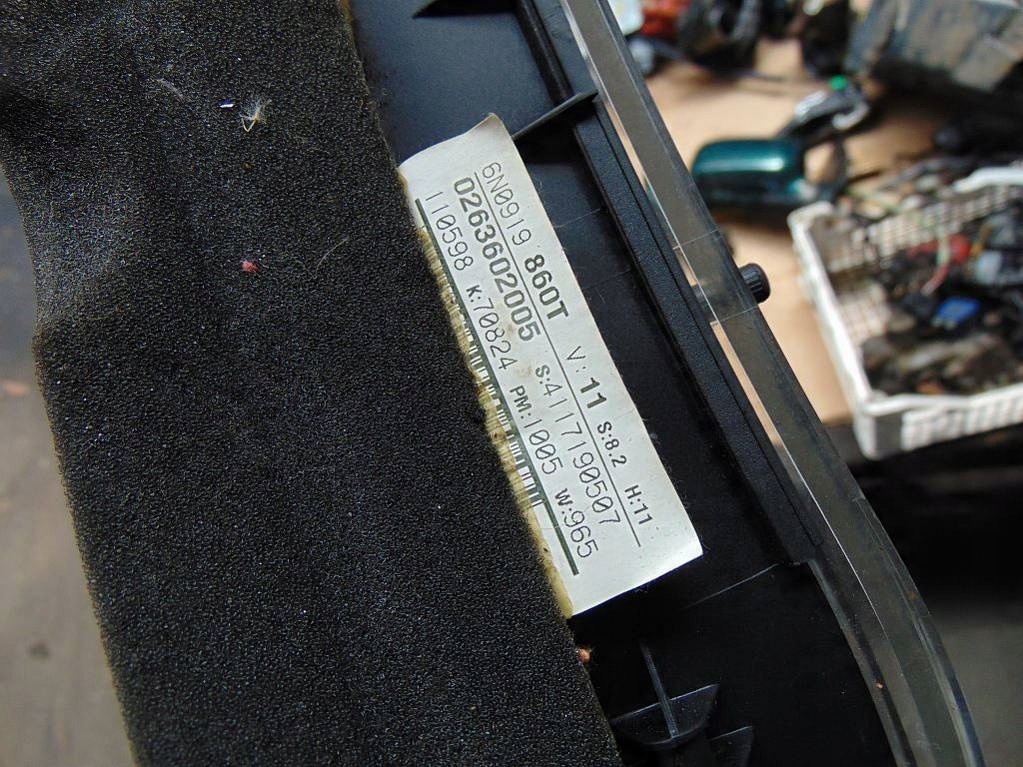 6N0919 860T V: 11 S:8.2 H:11
0263602005 S:4117190507
110598 K:70824 PM:1005 W:965